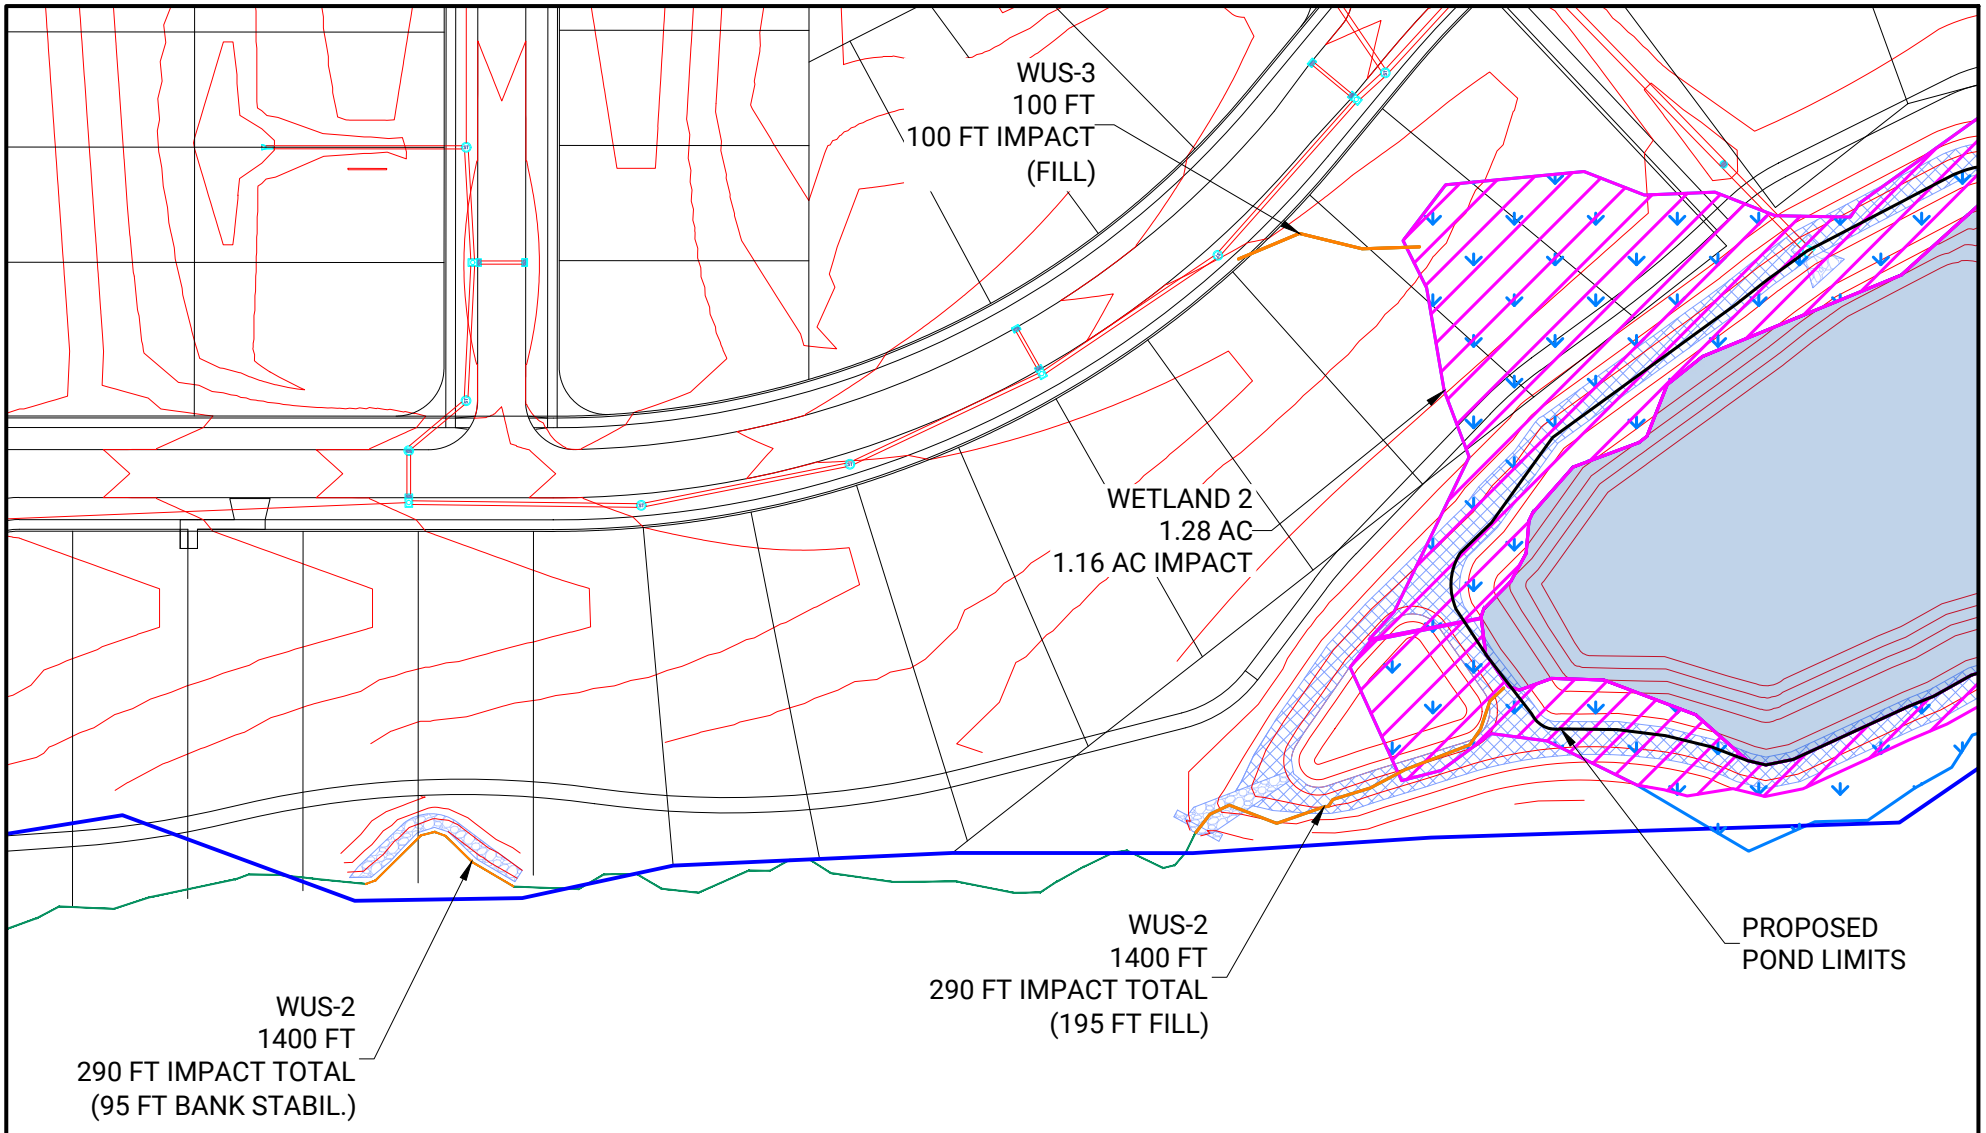 WUS-3
100 FT
100 FT IMPACT
(FILL)
WETLAND 2
1.28 AC
1.16 AC IMPACT
WUS-2
1400 FT
290 FT IMPACT TOTAL
(195 FT FILL)
PROPOSED
POND LIMITS
WUS-2
1400 FT
290 FT IMPACT TOTAL
(95 FT BANK STABIL.)